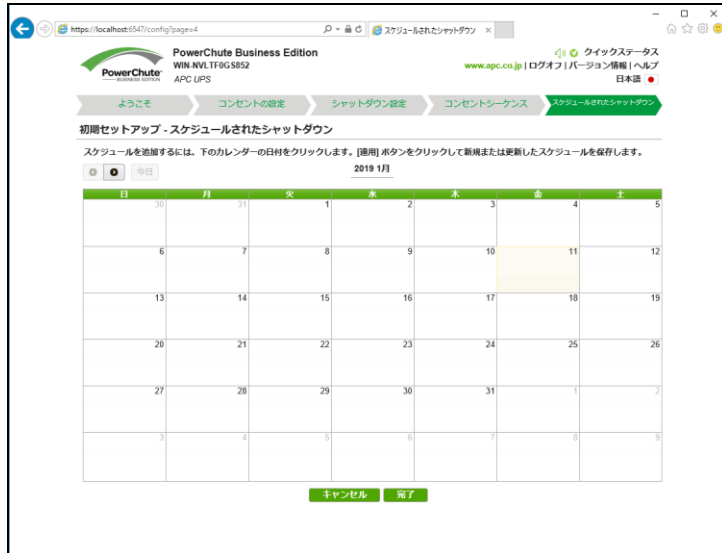 https://localhost:6547/config?page=4
スケジュールされたシャットダウン
PowerChute Business Edition
WIN-NVLTF0GS852
APC UPS
PowerChute
BUSINESS EDITION
クイックステータス
www.apc.co.jp | ログオフ | バージョン情報 | ヘルプ
日本語
ようこそ
コンセントの設定
シャットダウン設定
コンセントシーケンス
スケジュールされたシャットダウン
初期セットアップ - スケジュールされたシャットダウン
スケジュールを追加するには、下のカレンダーの日付をクリックします。[適用] ボタンをクリックして新規または更新したスケジュールを保存します。
今日
2019 1月
日 月 火 水 木 金 土
30 31 1 2 3 4 5
6 7 8 9 10 11 12
13 14 15 16 17 18 19
20 21 22 23 24 25 26
27 28 29 30 31 1 2
3 4 5 6 7 8 9
キャンセル 完了